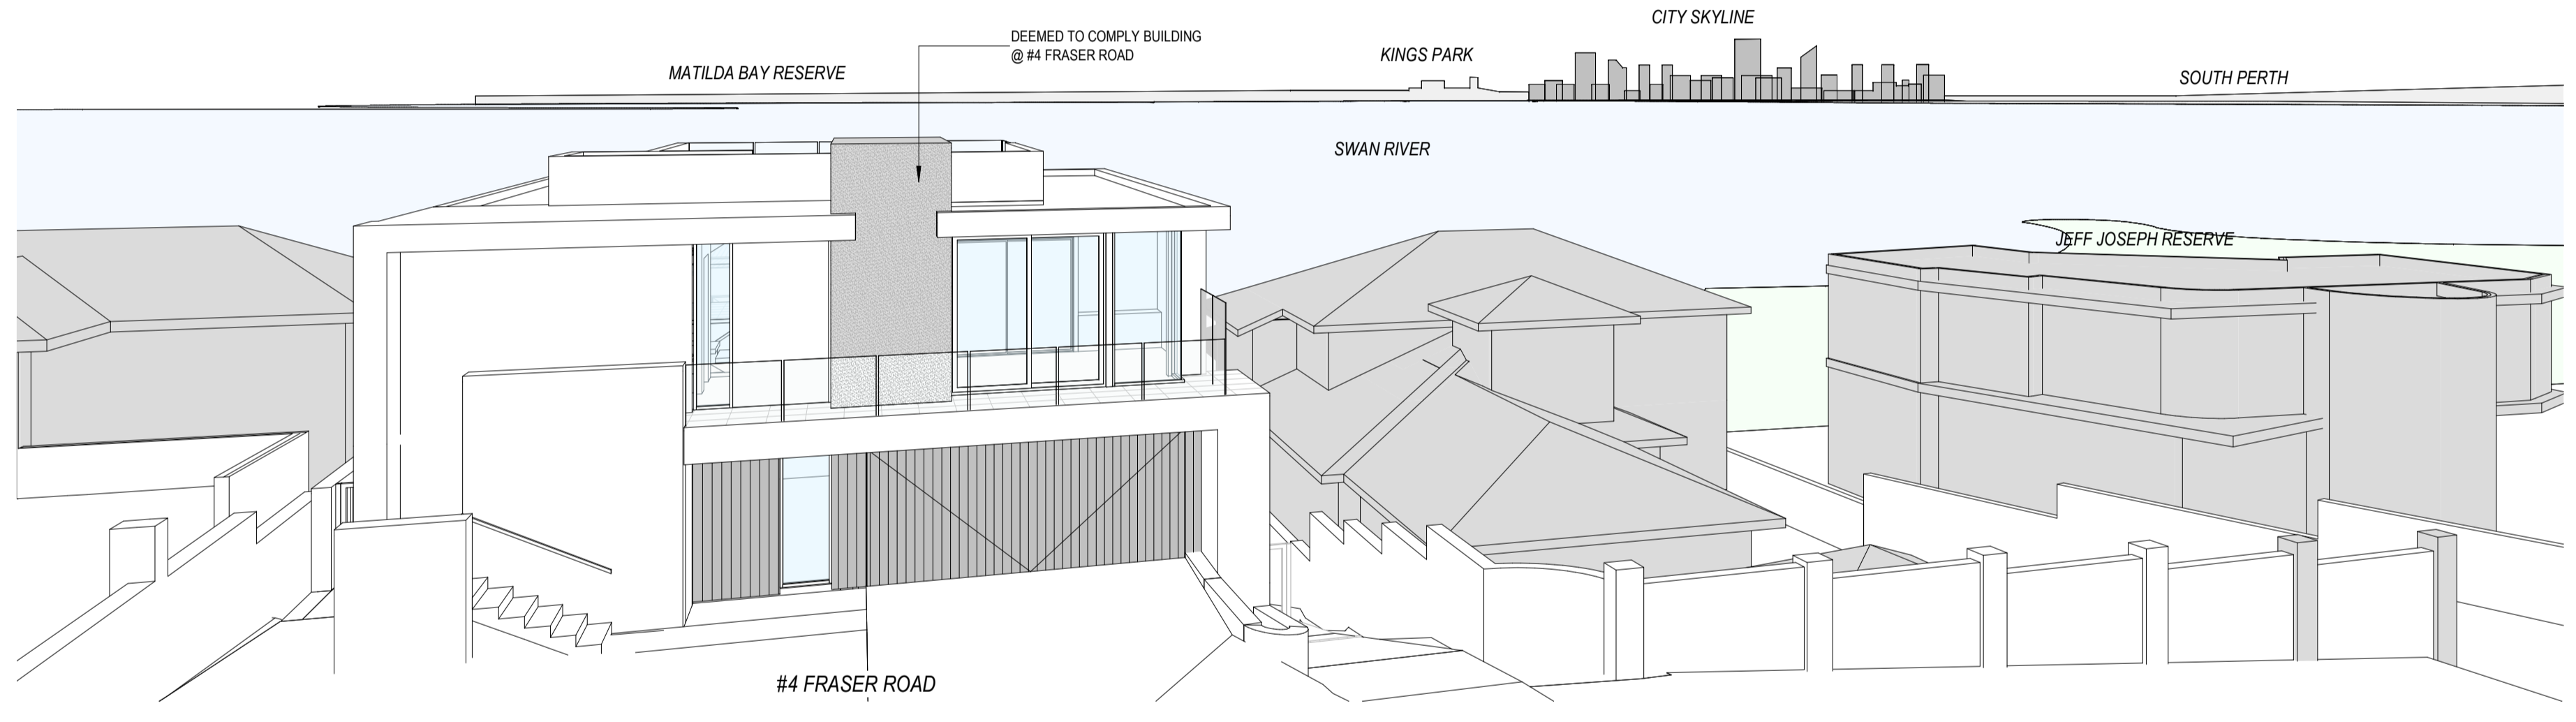 CITY SKYLINE
DEEMED TO COMPLY BUILDING
@ #4 FRASER ROAD
KINGS PARK
MATILDA BAY RESERVE
SOUTH PERTH
SWAN RIVER
JEFF JOSEPH RESERVE
#4 FRASER ROAD